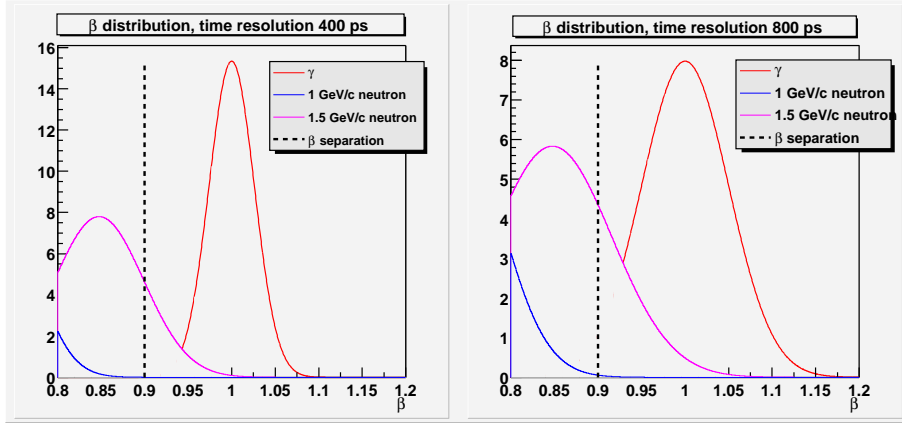 β distribution, time resolution 400 ps
16
14
12
10
8
6
4
2
0
0.8 0.85 0.9 0.95 1 1.05 1.1 1.15 1.2
β
γ
1 GeV/c neutron
1.5 GeV/c neutron
β separation
β distribution, time resolution 800 ps
8
7
6
5
4
3
2
1
0
0.8 0.85 0.9 0.95 1 1.05 1.1 1.15 1.2
β
γ
1 GeV/c neutron
1.5 GeV/c neutron
β separation